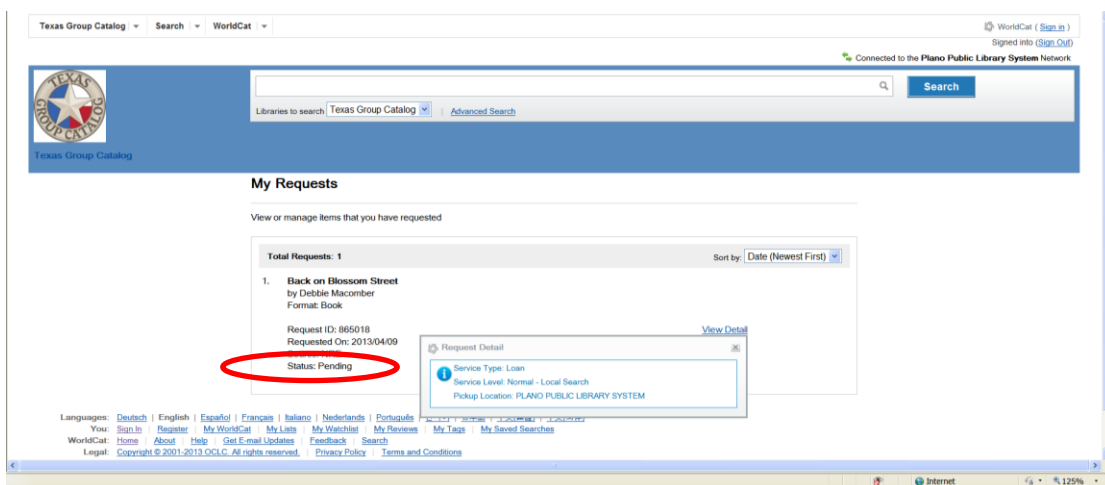 Texas Group Catalog Search WorldCat
WorldCat ( Sign in )
Signed into (Sign Out)
Connected to the Plano Public Library System Network
TEXAS
GROUP CATALOG
Search
Libraries to search Texas Group Catalog | Advanced Search
Texas Group Catalog
My Requests
View or manage items that you have requested
Total Requests: 1
Sort by: Date (Newest First)
1. Back on Blossom Street
by Debbie Macomber
Format: Book
Request ID: 865018
View Detail
Requested On: 2013/04/09
Status: Pending
Request Detail
Service Type: Loan
Service Level: Normal - Local Search
Pickup Location: PLANO PUBLIC LIBRARY SYSTEM
Languages: Deutsch | English | Español | Français | Italiano | Nederlands | Português
You: Sign In | Register | My WorldCat | My Lists | My Watchlist | My Reviews | My Tags | My Saved Searches
WorldCat: Home | About | Help | Get E-mail Updates | Feedback | Search
Legal: Copyright © 2001-2013 OCLC. All rights reserved. | Privacy Policy | Terms and Conditions
Internet
125%